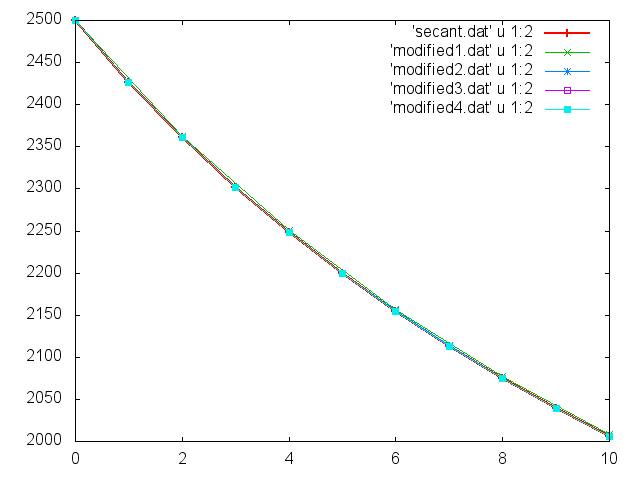 2500
2450
2400
2350
2300
2250
2200
2150
2100
2050
2000
0 2 4 6 8 10
'secant.dat' u 1:2
'modified1.dat' u 1:2
'modified2.dat' u 1:2
'modified3.dat' u 1:2
'modified4.dat' u 1:2